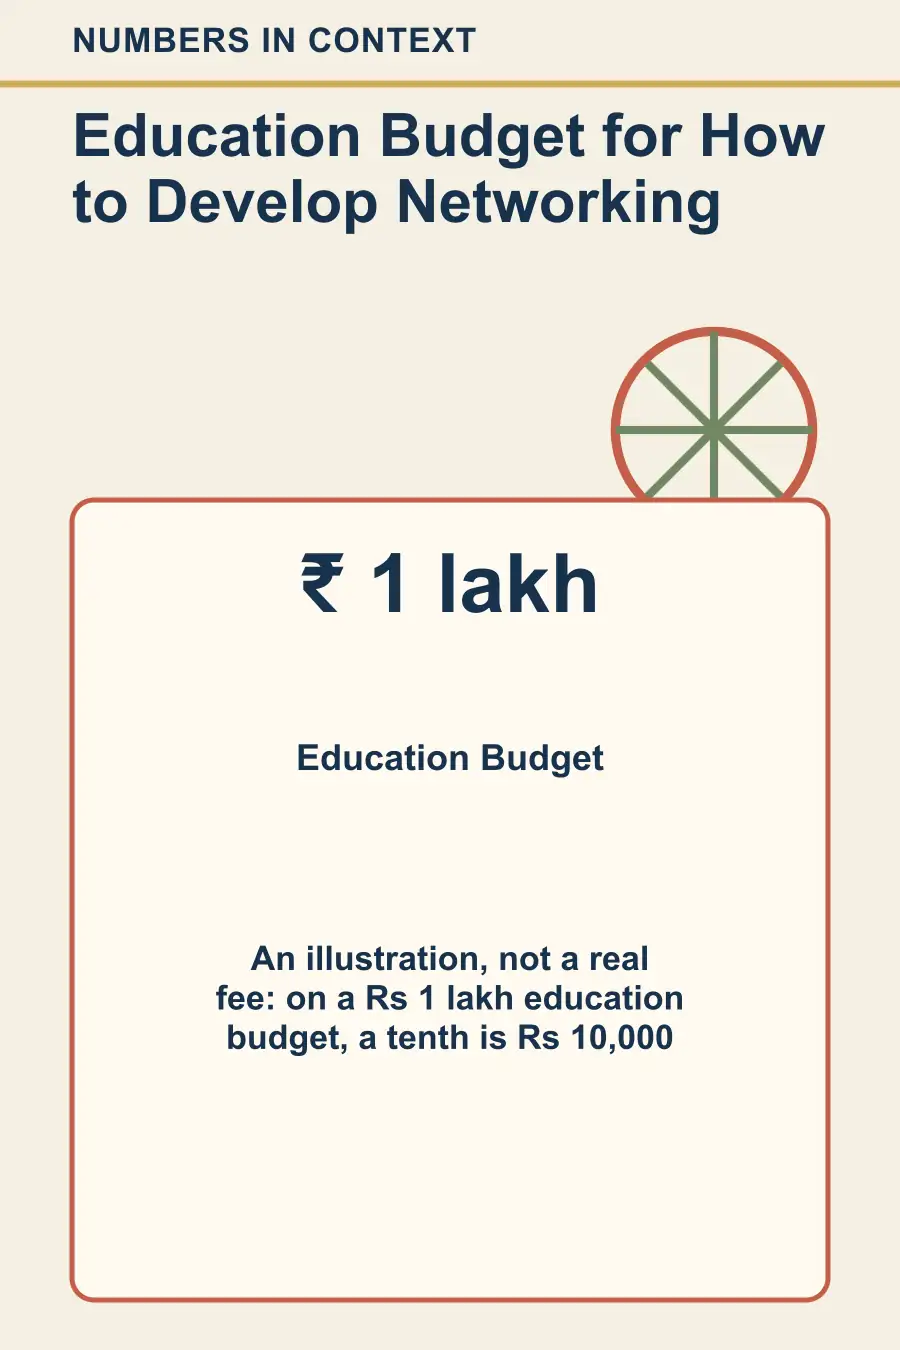 NUMBERS IN CONTEXT
Education Budget for How
to Develop Networking
₹ 1 lakh
Education Budget
An illustration, not a real
fee: on a Rs 1 lakh education
budget, a tenth is Rs 10,000